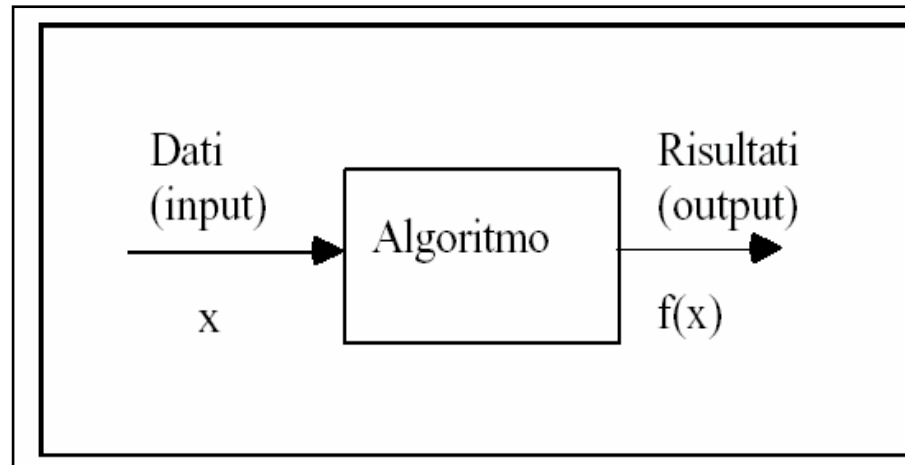 Dati
(input)
x
Algoritmo
Risultati
(output)
f(x)